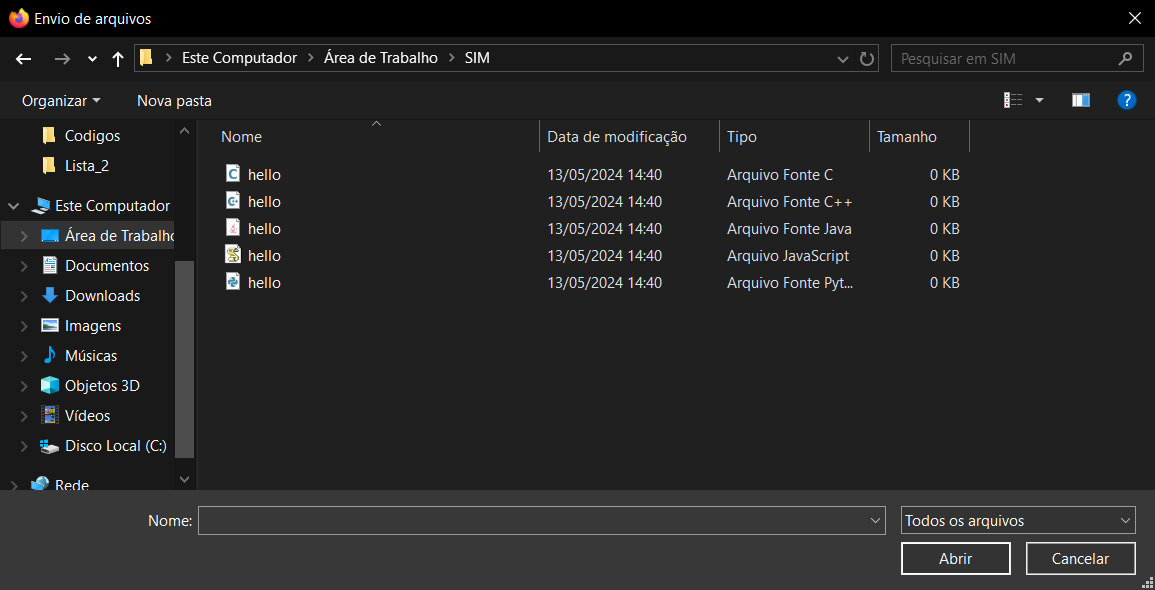 Envio de arquivos
Este Computador Área de Trabalho SIM
Pesquisar em SIM
Organizar Nova pasta
?
Codigos
Lista_2
Este Computador
Área de Trabalho
Documentos
Downloads
Imagens
Músicas
Objetos 3D
Vídeos
Disco Local (C:)
Rede
Nome Data de modificação Tipo Tamanho
C hello 13/05/2024 14:40 Arquivo Fonte C 0 KB
C++ hello 13/05/2024 14:40 Arquivo Fonte C++ 0 KB
hello 13/05/2024 14:40 Arquivo Fonte Java 0 KB
hello 13/05/2024 14:40 Arquivo JavaScript 0 KB
hello 13/05/2024 14:40 Arquivo Fonte Pyt... 0 KB
Nome: Todos os arquivos
Abrir Cancelar